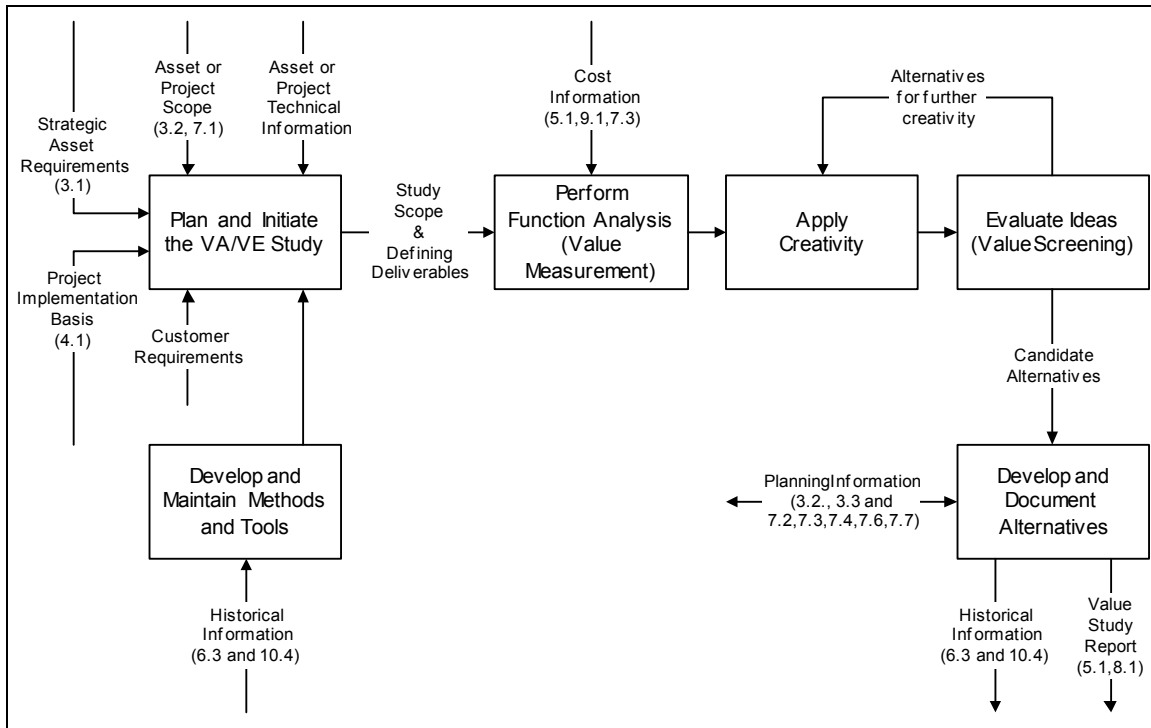 Strategic
Asset
Requirements
(3.1)
Asset or
Project
Scope
(3.2, 7.1)
Asset or
Project
Technical
Information
Cost
Information
(5.1,9.1,7.3)
Alternatives
for further
creativity
Plan and Initiate
the VA/VE Study
Study
Scope
&
Defining
Deliverables
Perform
Function Analysis
(Value
Measurement)
Apply
Creativity
Evaluate Ideas
(Value Screening)
Project
Implementation
Basis
(4.1)
Customer
Requirements
Candidate
Alternatives
Develop and
Maintain Methods
and Tools
Planning Information
(3.2., 3.3 and
7.2,7.3,7.4,7.6,7.7)
Develop and
Document
Alternatives
Historical
Information
(6.3 and 10.4)
Historical
Information
(6.3 and 10.4)
Value
Study
Report
(5.1,8.1)